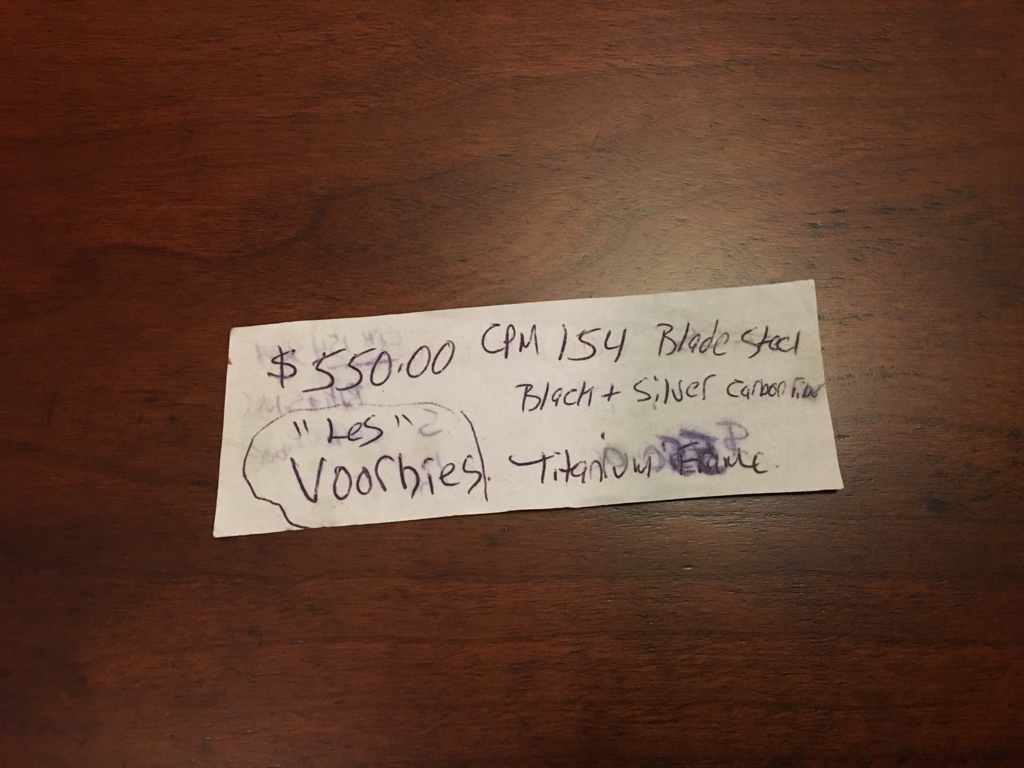 $550.00 CPM 154 Blade Steel
Black + Silver Carbon Fiber
"Les"
Voorhies. Titanium Frame.